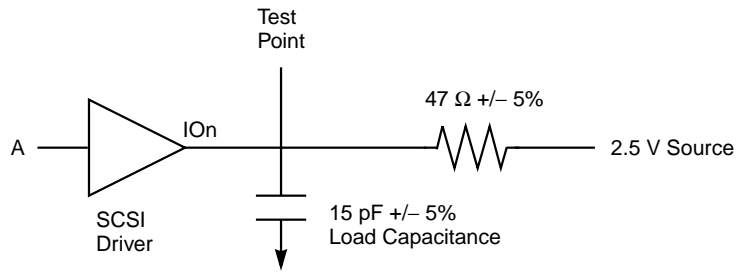 Test
Point
47 Ω +/– 5%
IOn
A
2.5 V Source
SCSI
Driver
15 pF +/– 5%
Load Capacitance